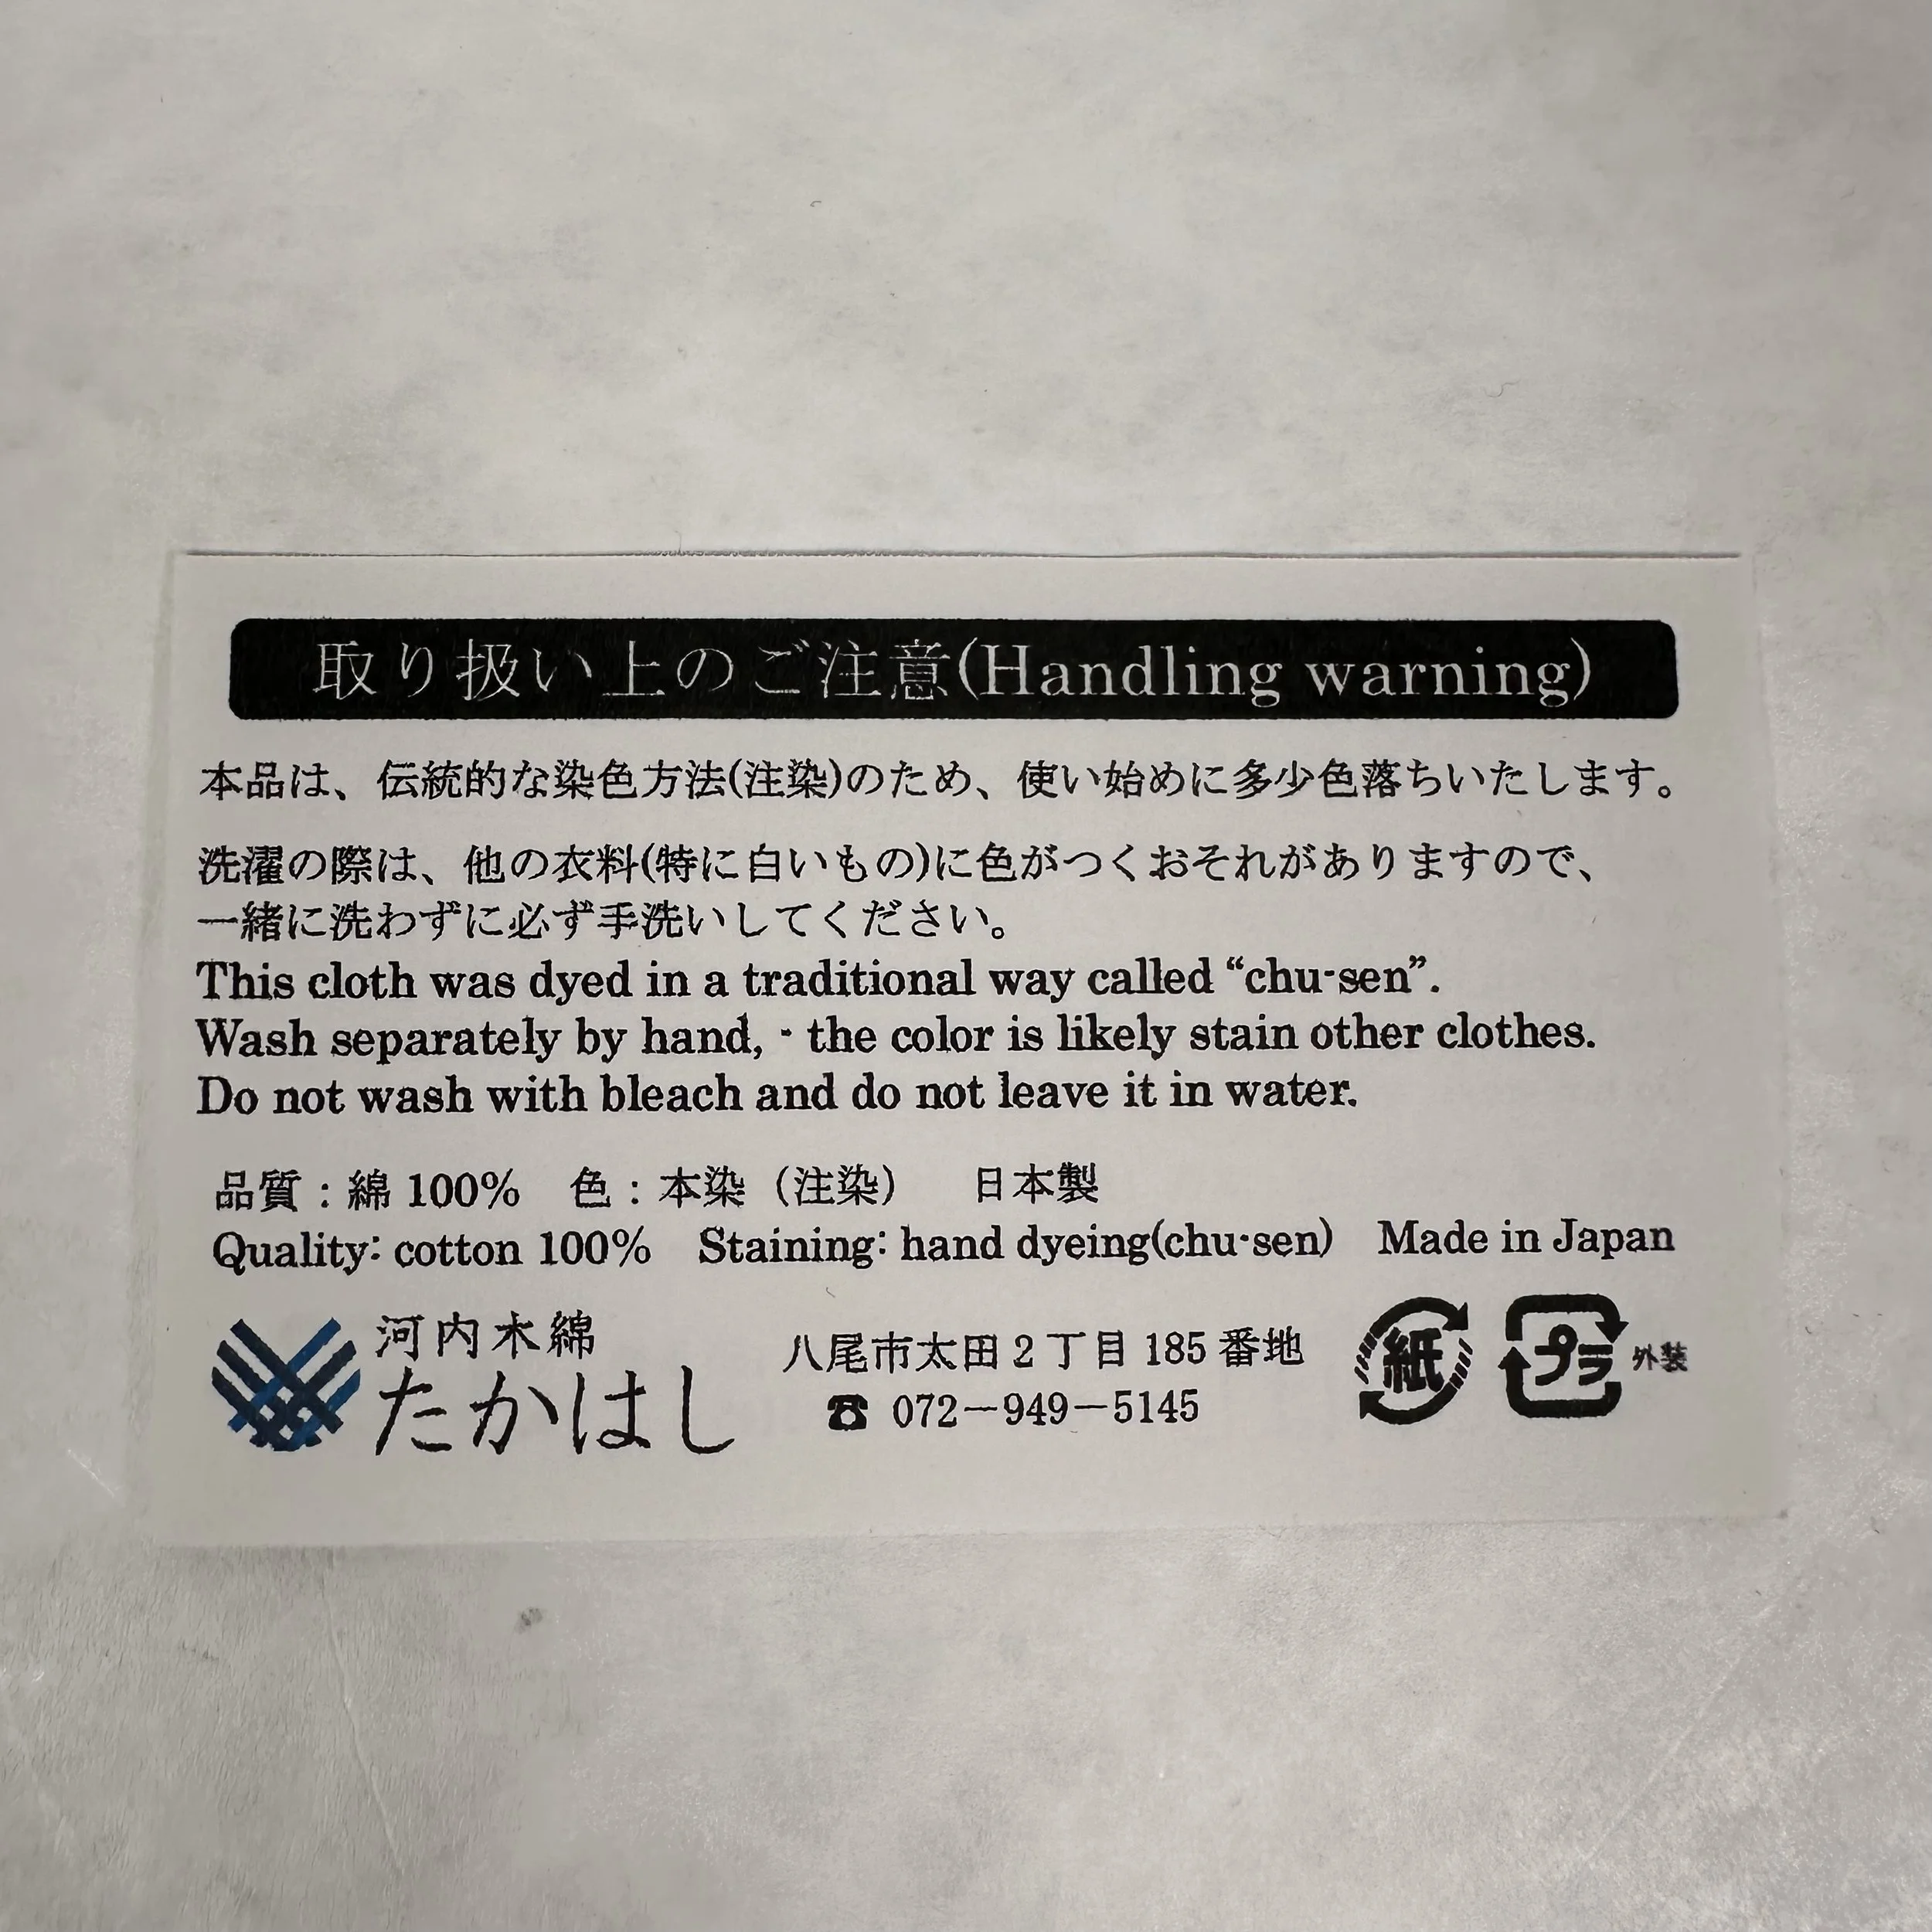 取り扱い上のご注意(Handling warning)
本品は、伝統的な染色方法(注染)のため、使い始めに多少色落ちいたします。
洗濯の際は、他の衣料(特に白いもの)に色がつくおそれがありますので、
一緒に洗わずに必ず手洗いしてください。
This cloth was dyed in a traditional way called “chu-sen”.
Wash separately by hand, - the color is likely stain other clothes.
Do not wash with bleach and do not leave it in water.
品質：綿 100%　色：本染（注染）　日本製
Quality: cotton 100%　Staining: hand dyeing(chu-sen)　Made in Japan
河内木綿
たかはし
八尾市太田２丁目 185 番地
☎ 072－949－5145
紙
プラ 外装